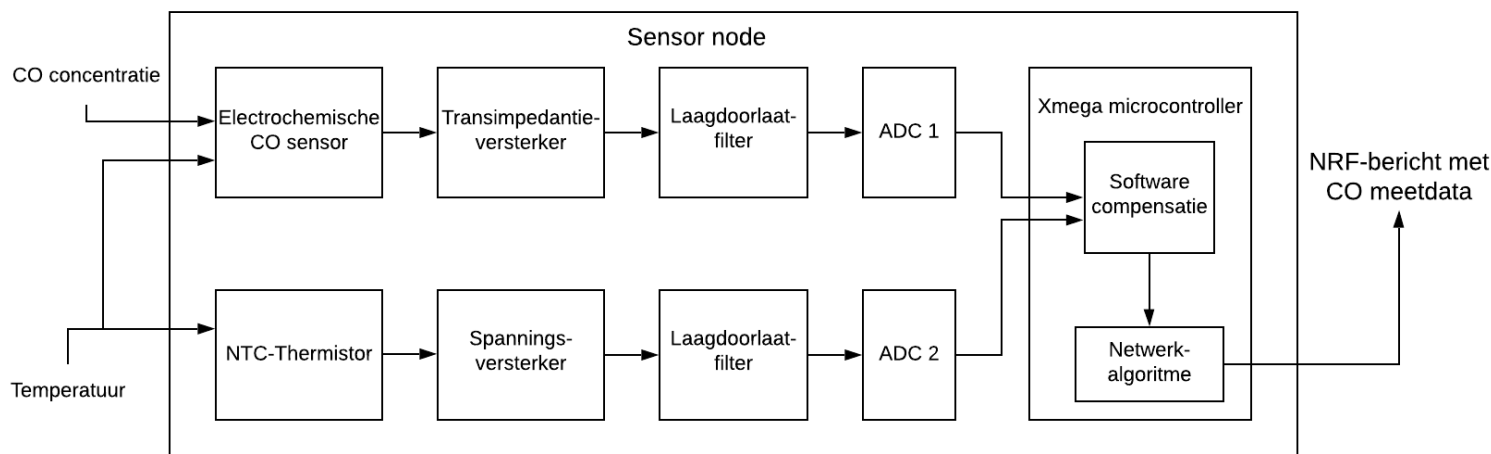 Sensor node
CO concentratie
Electrochemische
CO sensor
Transimpedantie-
versterker
Laagdoorlaat-
filter
ADC 1
Xmega microcontroller
Software
compensatie
NRF-bericht met
CO meetdata
Temperatuur
NTC-Thermistor
Spannings-
versterker
Laagdoorlaat-
filter
ADC 2
Netwerk-
algoritme